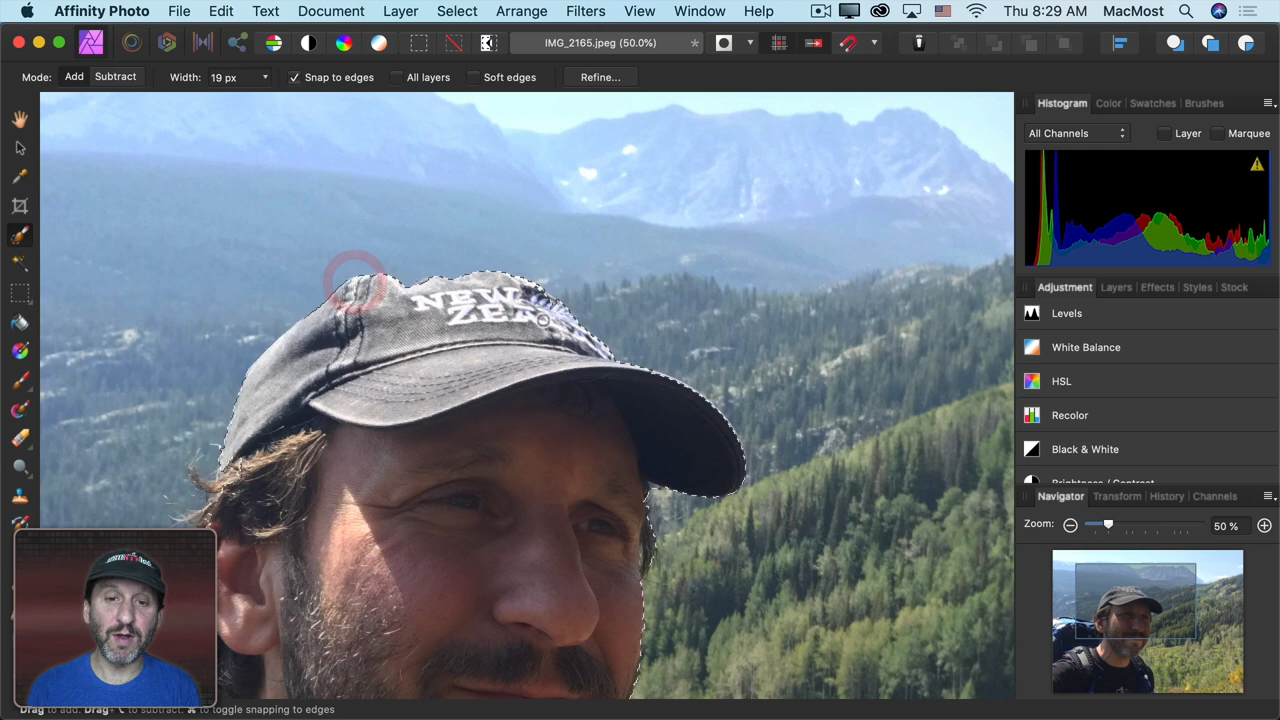 Affinity Photo File Edit Text Document Layer Select Arrange Filters View Window Help Thu 8:29 AM MacMost
IMG_2165.jpeg (50.0%)
Mode: Add Subtract Width: 19 px Snap to edges All layers Soft edges Refine...
Histogram Color Swatches Brushes
All Channels Layer Marquee
NEW
Adjustment Layers Effects Styles Stock
Levels
White Balance
HSL
Recolor
Black & White
Brightness / Contrast
Navigator Transform History Channels
Zoom: 50 %
Drag to add. Drag+⌥ to subtract. ⌘ to toggle snapping to edges